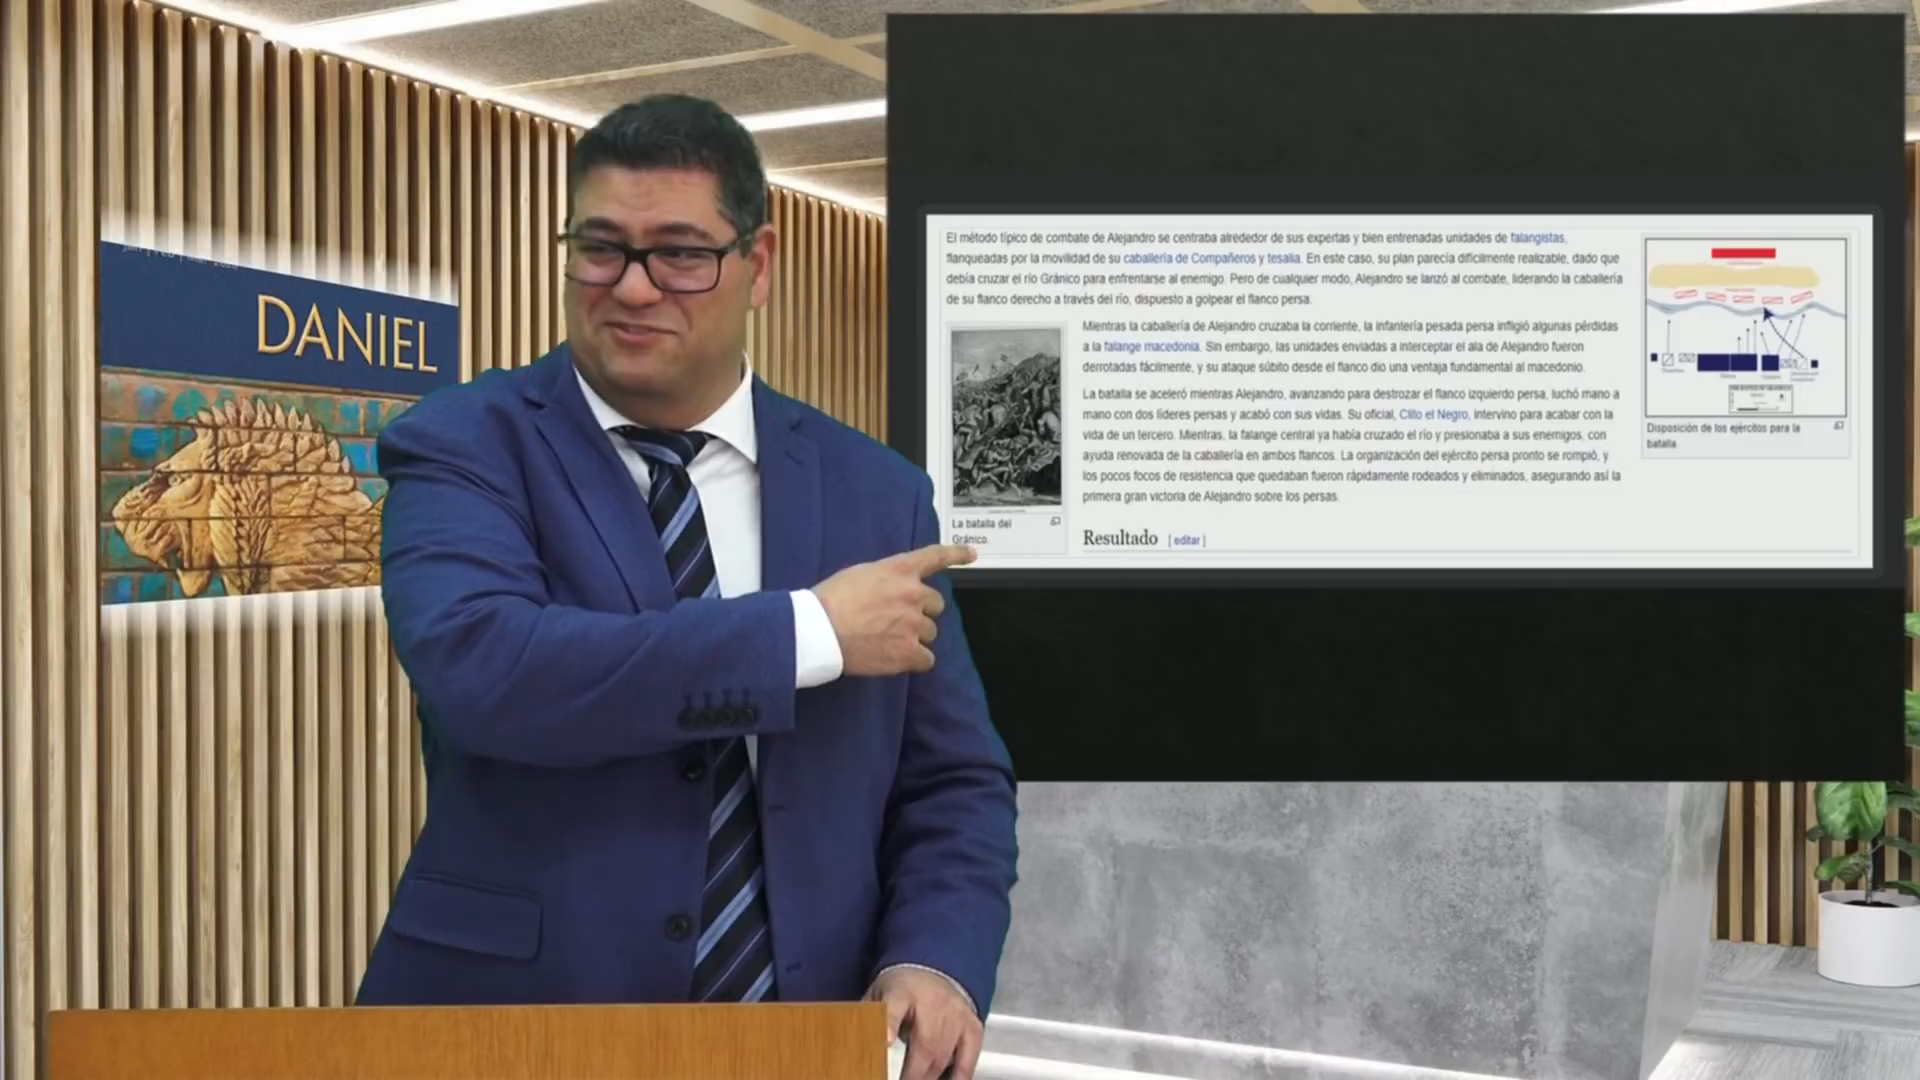 DANIEL
El método típico de combate de Alejandro se centraba alrededor de sus expertas y bien entrenadas unidades de falangistas,
flanqueadas por la movilidad de su caballería de Compañeros y tesalia. En este caso, su plan parecía difícilmente realizable, dado que
debía cruzar el río Gránico para enfrentarse al enemigo. Pero de cualquier modo, Alejandro se lanzó al combate, liderando la caballería
de su flanco derecho a través del río, dispuesto a golpear el flanco persa.
Mientras la caballería de Alejandro cruzaba la corriente, la infantería pesada persa infligió algunas pérdidas
a la falange macedonia. Sin embargo, las unidades enviadas a interceptar el ala de Alejandro fueron
derrotadas fácilmente, y su ataque súbito desde el flanco dio una ventaja fundamental al macedonio.
La batalla se aceleró mientras Alejandro, avanzando para destrozar el flanco izquierdo persa, luchó mano a
mano con dos líderes persas y acabó con sus vidas. Su oficial, Clito el Negro, intervino para acabar con la
vida de un tercero. Mientras, la falange central ya había cruzado el río y presionaba a sus enemigos, con
ayuda renovada de la caballería en ambos flancos. La organización del ejército persa pronto se rompió, y
los pocos focos de resistencia que quedaban fueron rápidamente rodeados y eliminados, asegurando así la
primera gran victoria de Alejandro sobre los persas.
La batalla del
Gránico.
Disposición de los ejércitos para la
batalla.
Resultado [ editar ]